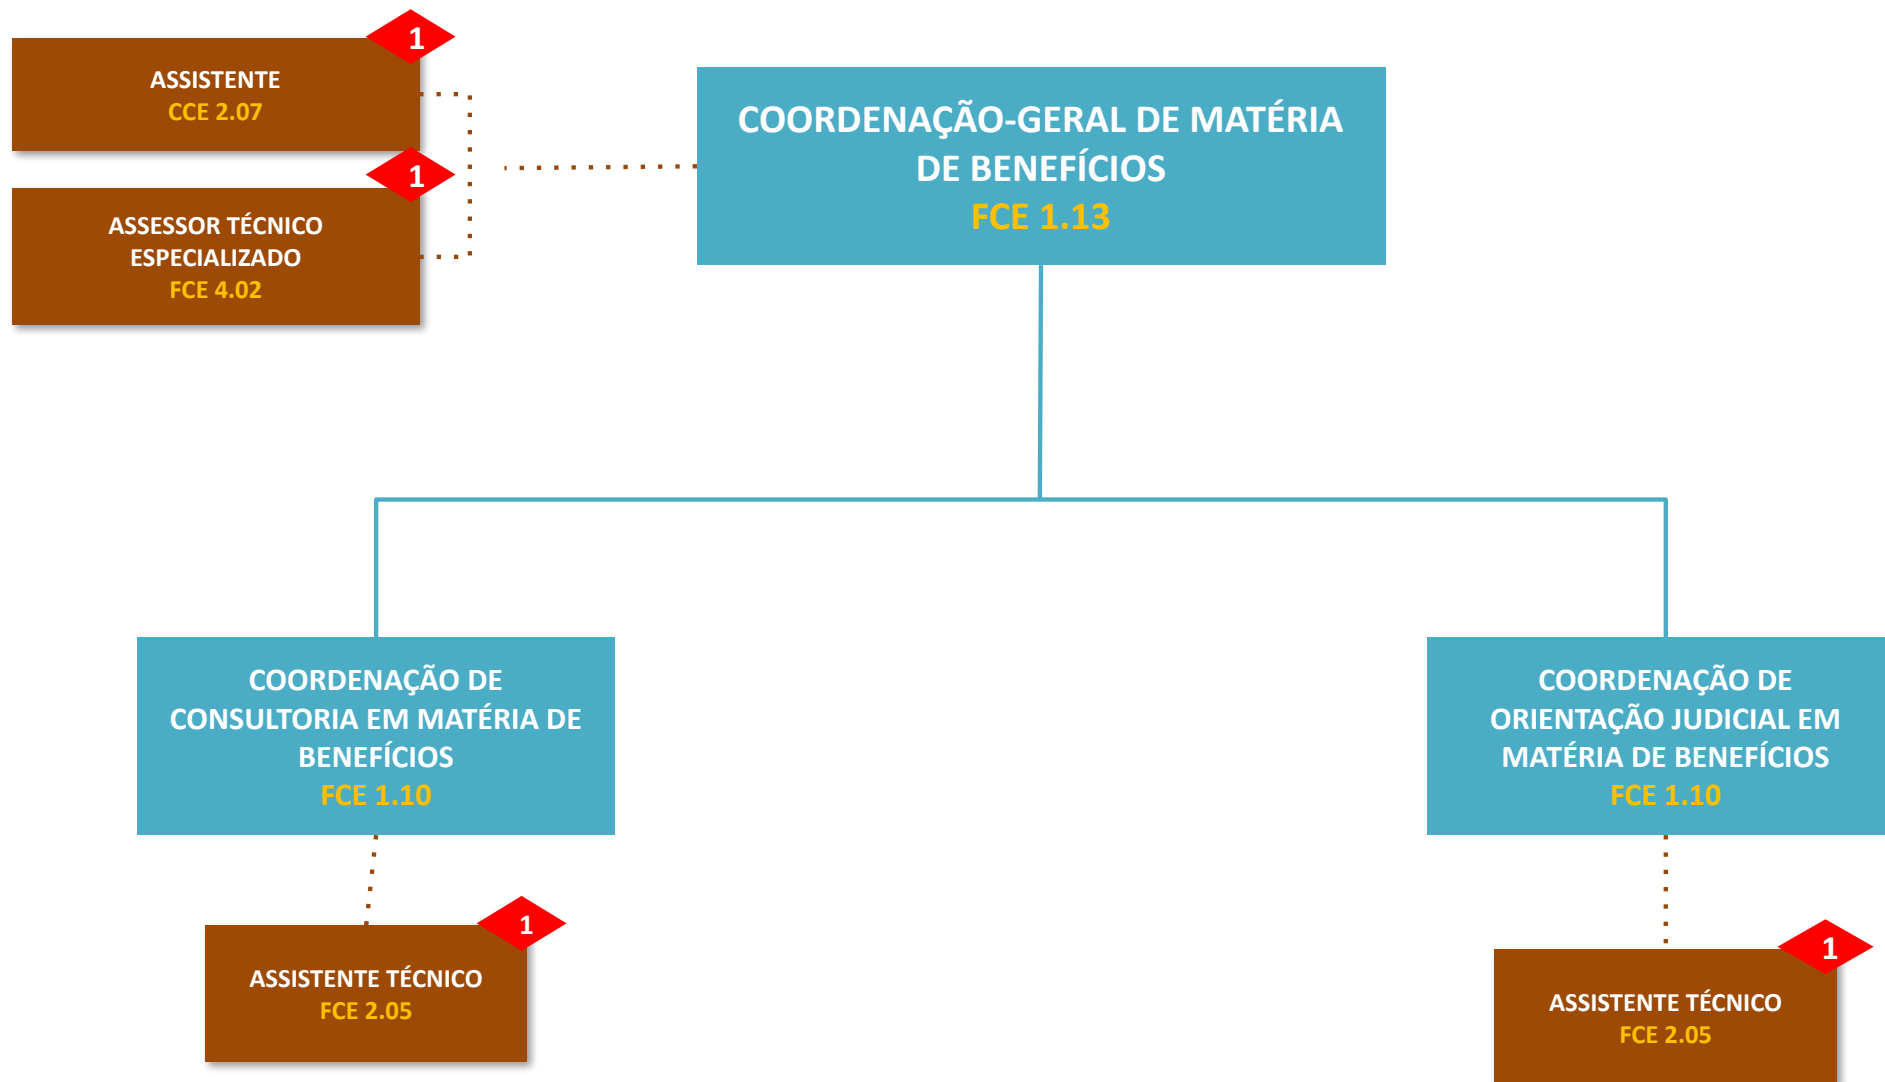 1
ASSISTENTE
CCE 2.07
1
ASSESSOR TÉCNICO
ESPECIALIZADO
FCE 4.02
COORDENAÇÃO-GERAL DE MATÉRIA
DE BENEFÍCIOS
FCE 1.13
COORDENAÇÃO DE
CONSULTORIA EM MATÉRIA DE
BENEFÍCIOS
FCE 1.10
COORDENAÇÃO DE
ORIENTAÇÃO JUDICIAL EM
MATÉRIA DE BENEFÍCIOS
FCE 1.10
1
ASSISTENTE TÉCNICO
FCE 2.05
1
ASSISTENTE TÉCNICO
FCE 2.05